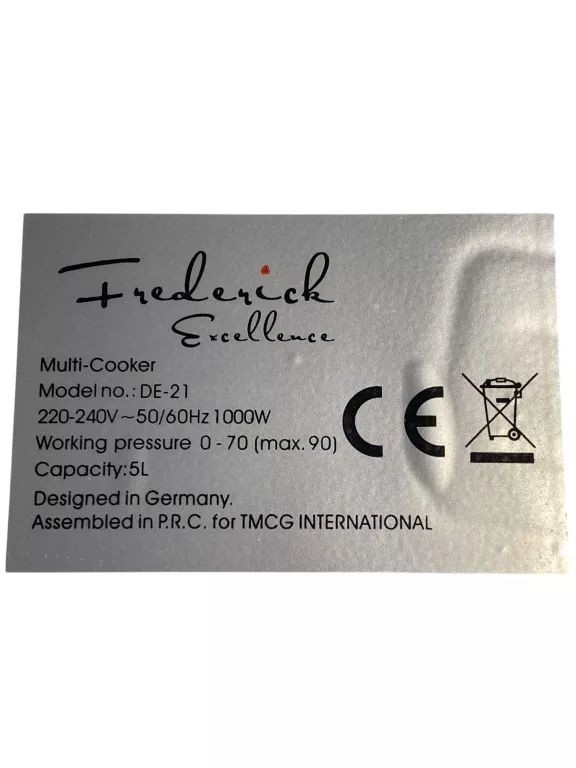 Frederick
Excellence
Multi-Cooker
Model no.: DE-21
220-240V~50/60Hz 1000W
Working pressure 0-70 (max. 90)
Capacity:5L
Designed in Germany.
Assembled in P.R.C. for TMCG INTERNATIONAL
CE